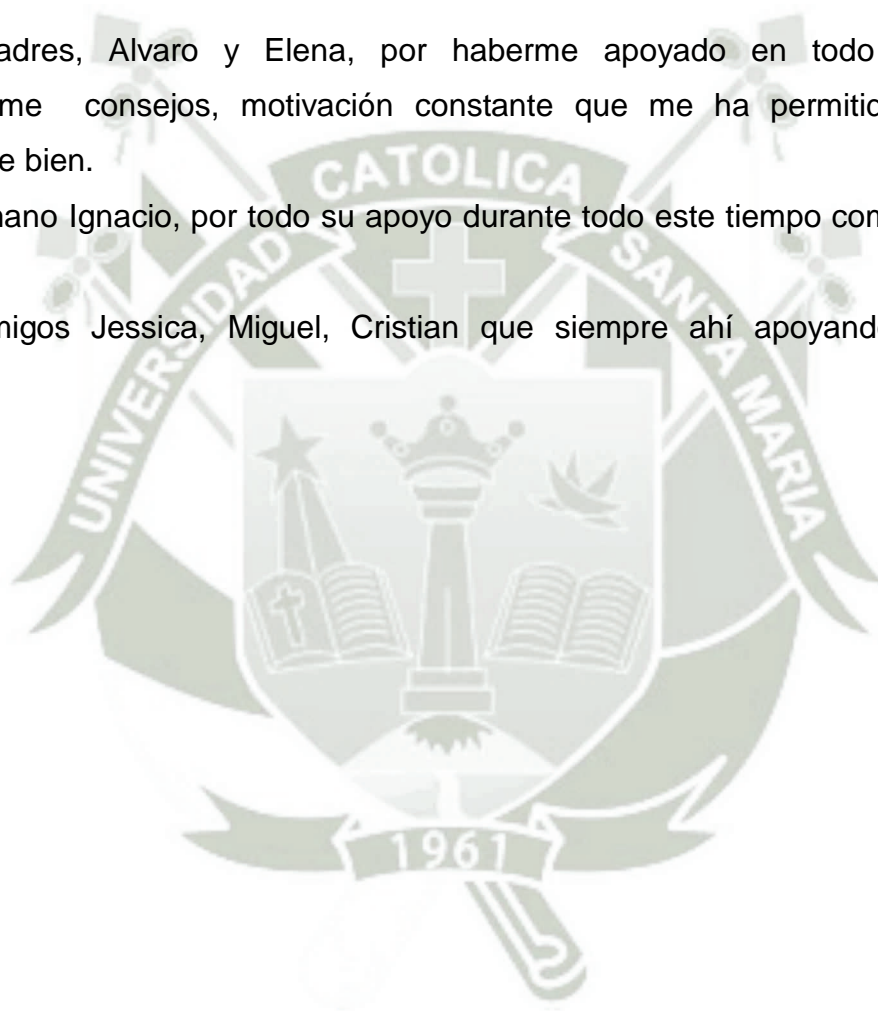 adres, Alvaro y Elena, por haberme apoyado en todo
me consejos, motivación constante que me ha permitid
e bien.
ano Ignacio, por todo su apoyo durante todo este tiempo con
migos Jessica, Miguel, Cristian que siempre ahí apoyand
UNIVERSIDAD CATOLICA SANTA MARIA
1961